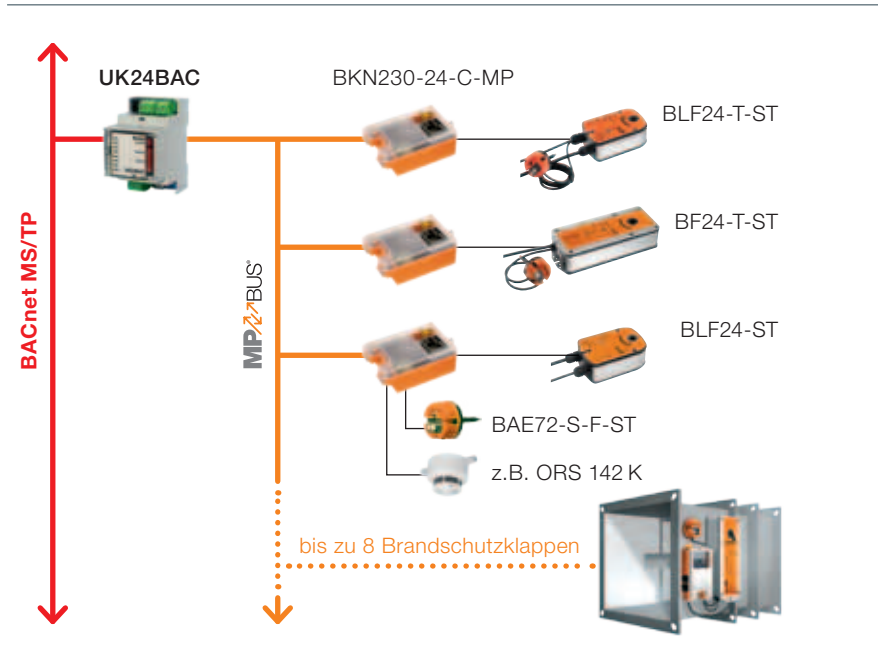 UK24BAC
BKN230-24-C-MP
BLF24-T-ST
BF24-T-ST
BACnet MS/TP
MP BUS®
BLF24-ST
BAE72-S-F-ST
z.B. ORS 142 K
bis zu 8 Brandschutzklappen